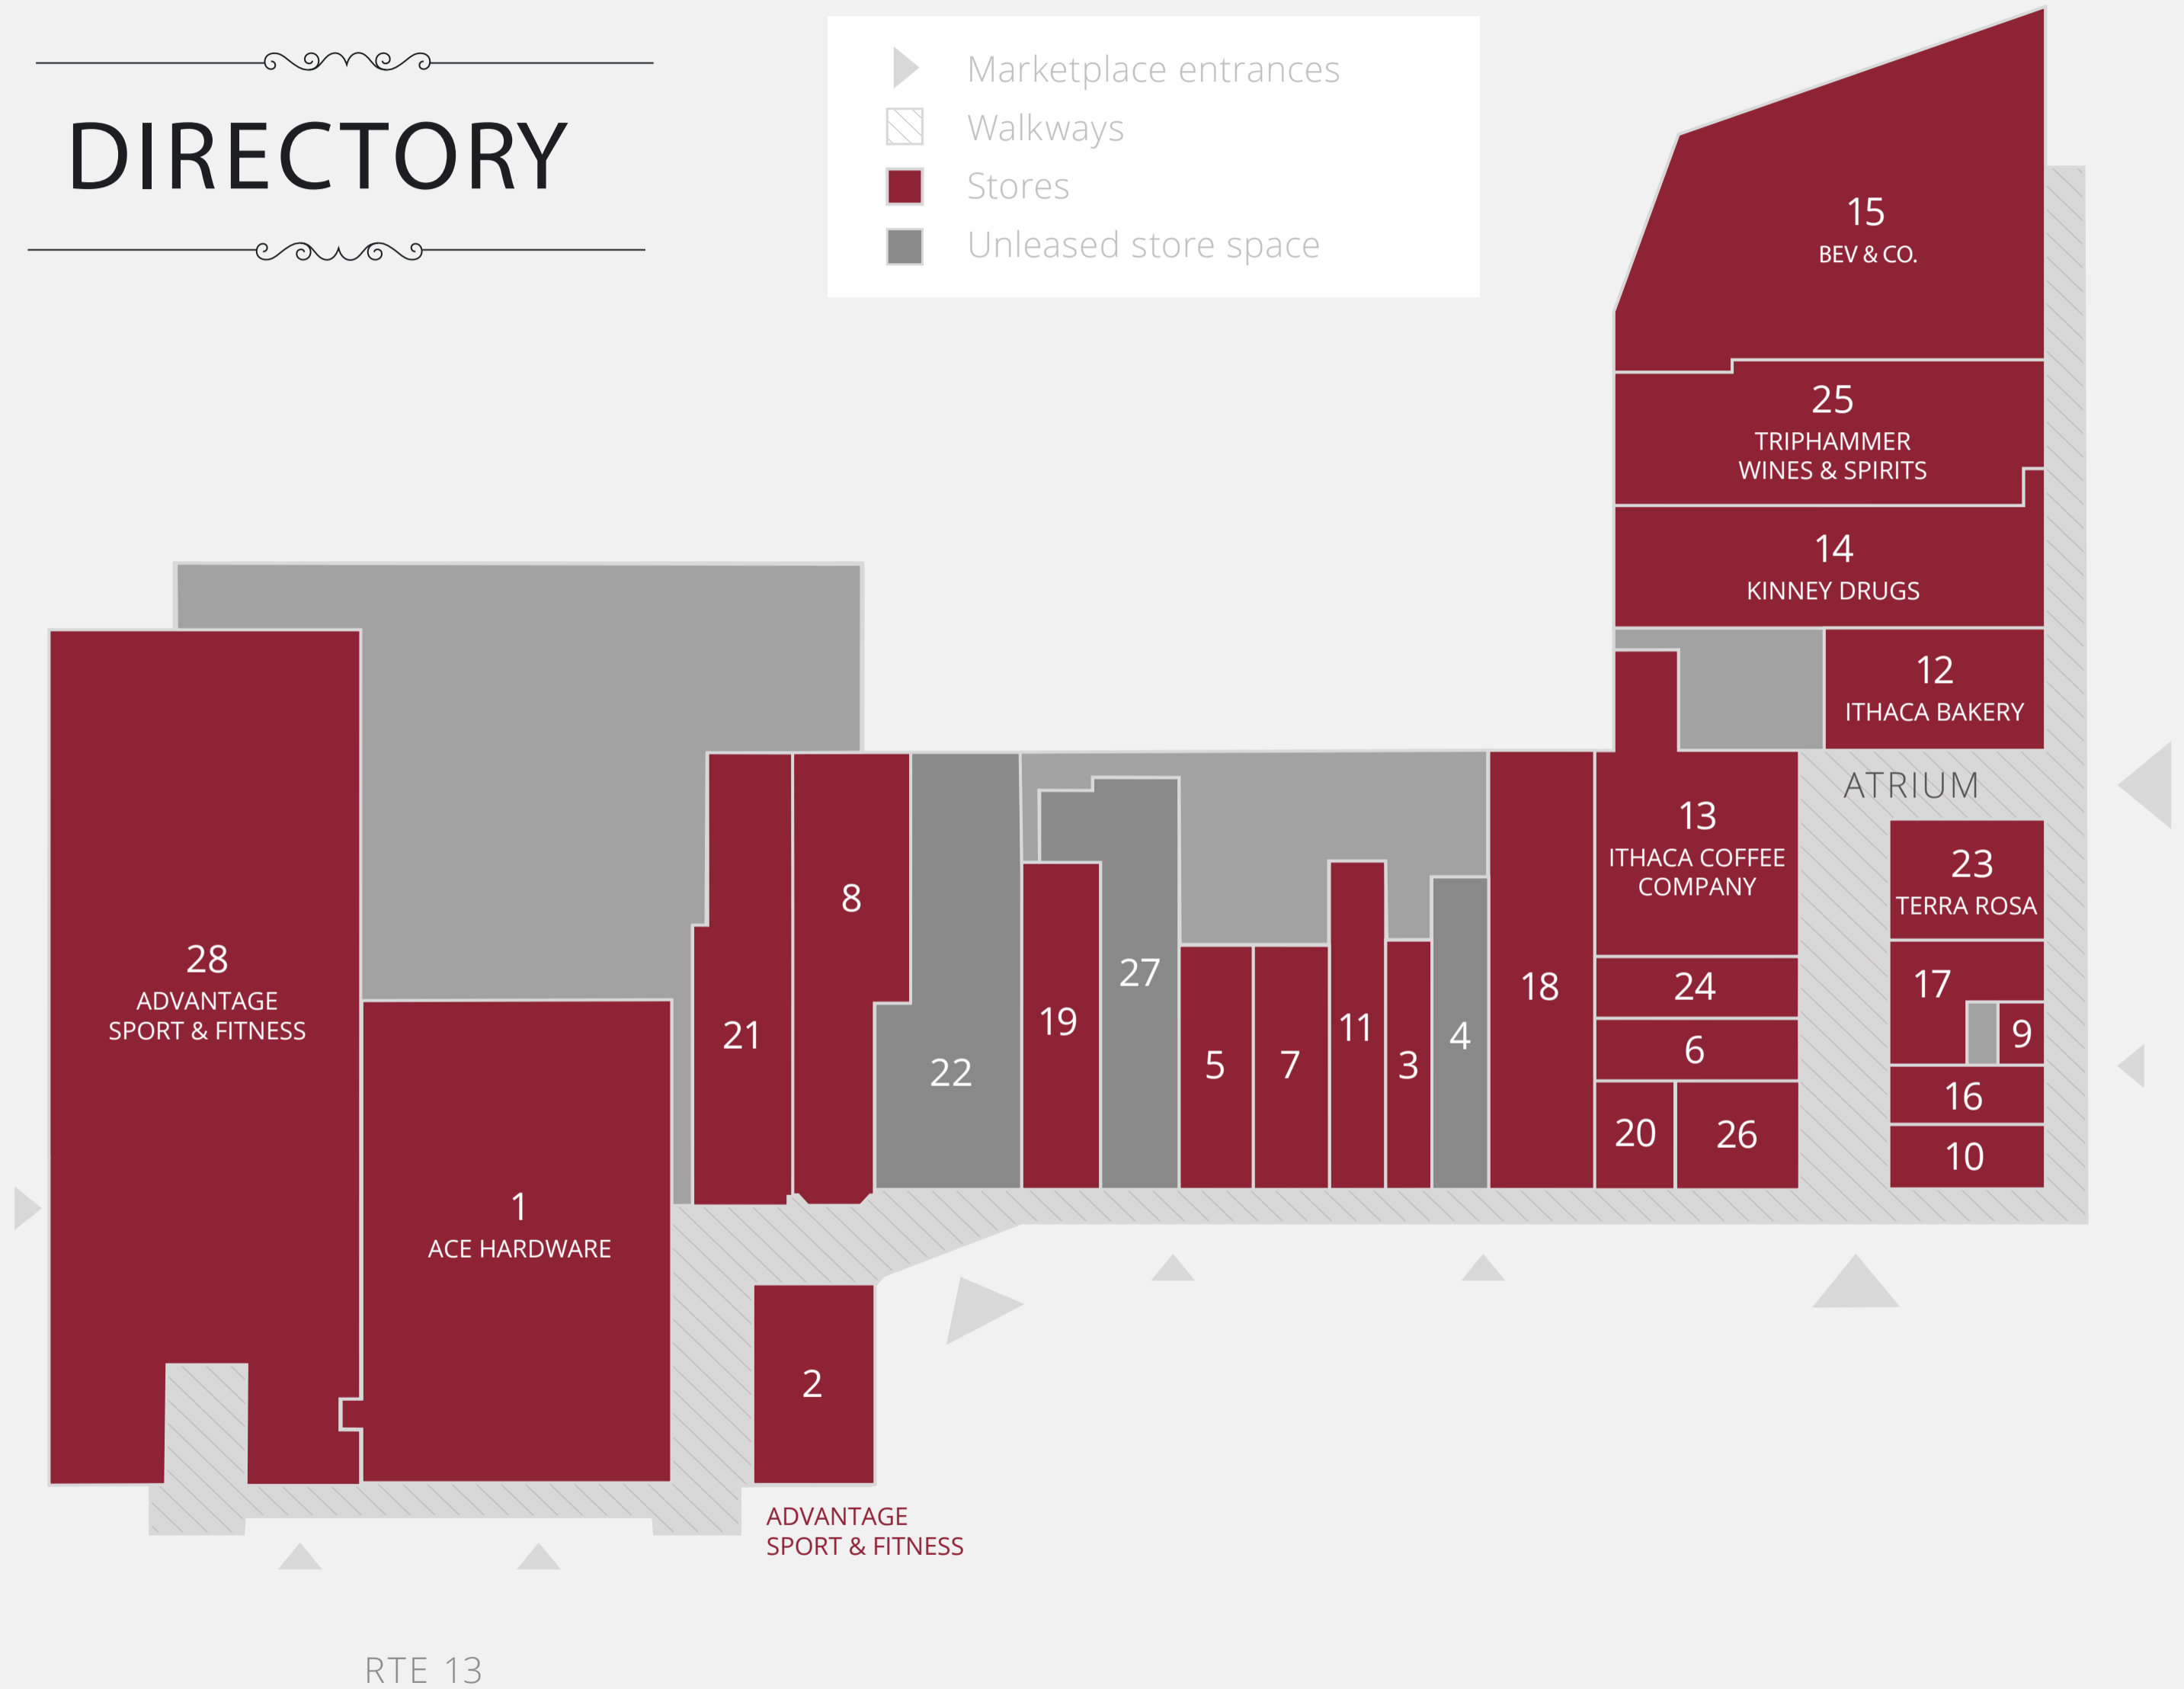 DIRECTORY
Marketplace entrances
Walkways
Stores
Unleased store space
15
BEV & CO.
25
TRIPHAMMER
WINES & SPIRITS
14
KINNEY DRUGS
12
ITHACA BAKERY
ATRIUM
13
ITHACA COFFEE
COMPANY
23
TERRA ROSA
24
17
6
9
20
26
16
10
28
ADVANTAGE
SPORT & FITNESS
1
ACE HARDWARE
21
8
22
19
27
5
7
11
3
4
18
2
ADVANTAGE
SPORT & FITNESS
RTE 13